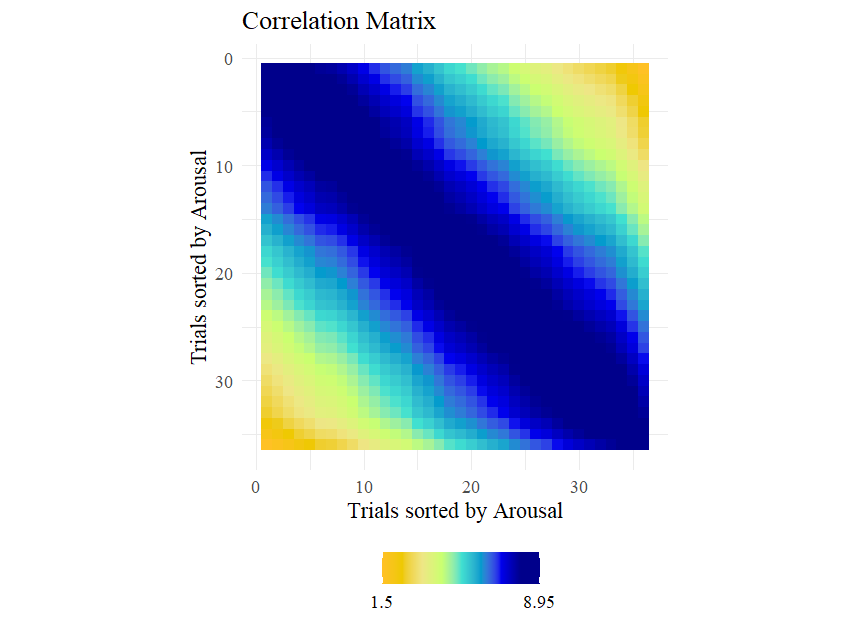 Correlation Matrix
0
10
20
30
Trials sorted by Arousal
0 10 20 30
Trials sorted by Arousal
1.5 8.95